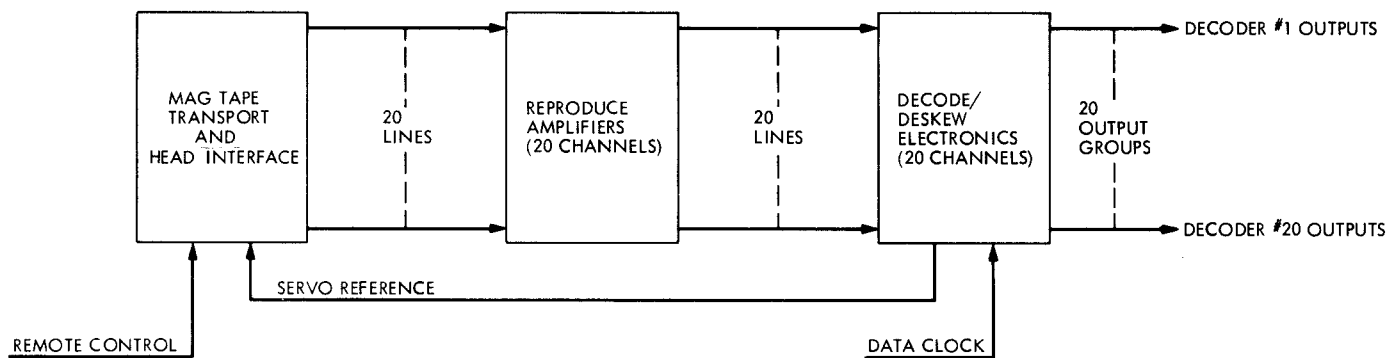 MAG TAPE
TRANSPORT
AND
HEAD INTERFACE
20
LINES
REPRODUCE
AMPLIFIERS
(20 CHANNELS)
20
LINES
DECODE/
DESKEW
ELECTRONICS
(20 CHANNELS)
DECODER #1 OUTPUTS
20
OUTPUT
GROUPS
DECODER #20 OUTPUTS
SERVO REFERENCE
REMOTE CONTROL
DATA CLOCK